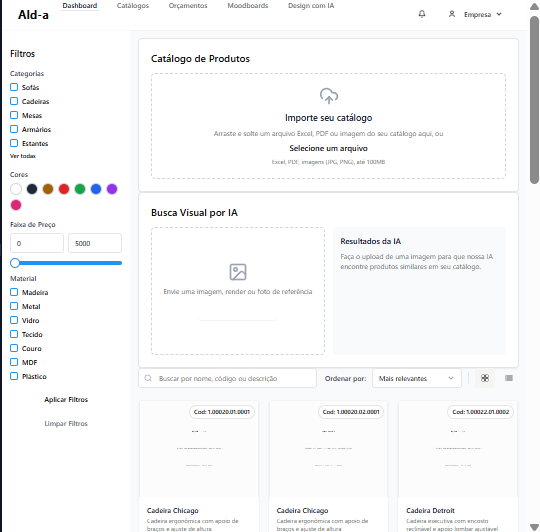 Ald-a
Dashboard
Catálogos
Orçamentos
Moodboards
Design com IA
Empresa
Filtros
Categorias
Sofás
Cadeiras
Mesas
Armários
Estantes
Ver todas
Cores
Faixa de Preço
0
5000
Material
Madeira
Metal
Vidro
Tecido
Couro
MDF
Plástico
Aplicar Filtros
Limpar Filtros
Catálogo de Produtos
Importe seu catálogo
Arraste e solte um arquivo Excel, PDF ou imagem do seu catálogo aqui, ou
Selecione um arquivo
Excel, PDF, imagens (JPG, PNG), até 100MB
Busca Visual por IA
Envie uma imagem, render ou foto de referência
Resultados da IA
Faça o upload de uma imagem para que nossa IA
encontre produtos similares em seu catálogo.
Buscar por nome, código ou descrição
Ordenar por:
Mais relevantes
Cod: 1.00020.01.0001
Cadeira Chicago
Cadeira ergonômica com apoio de
braços e ajuste de altura
Cod: 1.00020.02.0001
Cadeira Chicago
Cadeira ergonômica com apoio de
braços e ajuste de altura
Cod: 1.00022.01.0002
Cadeira Detroit
Cadeira executiva com encosto
reclinável e apoio lombar ajustável